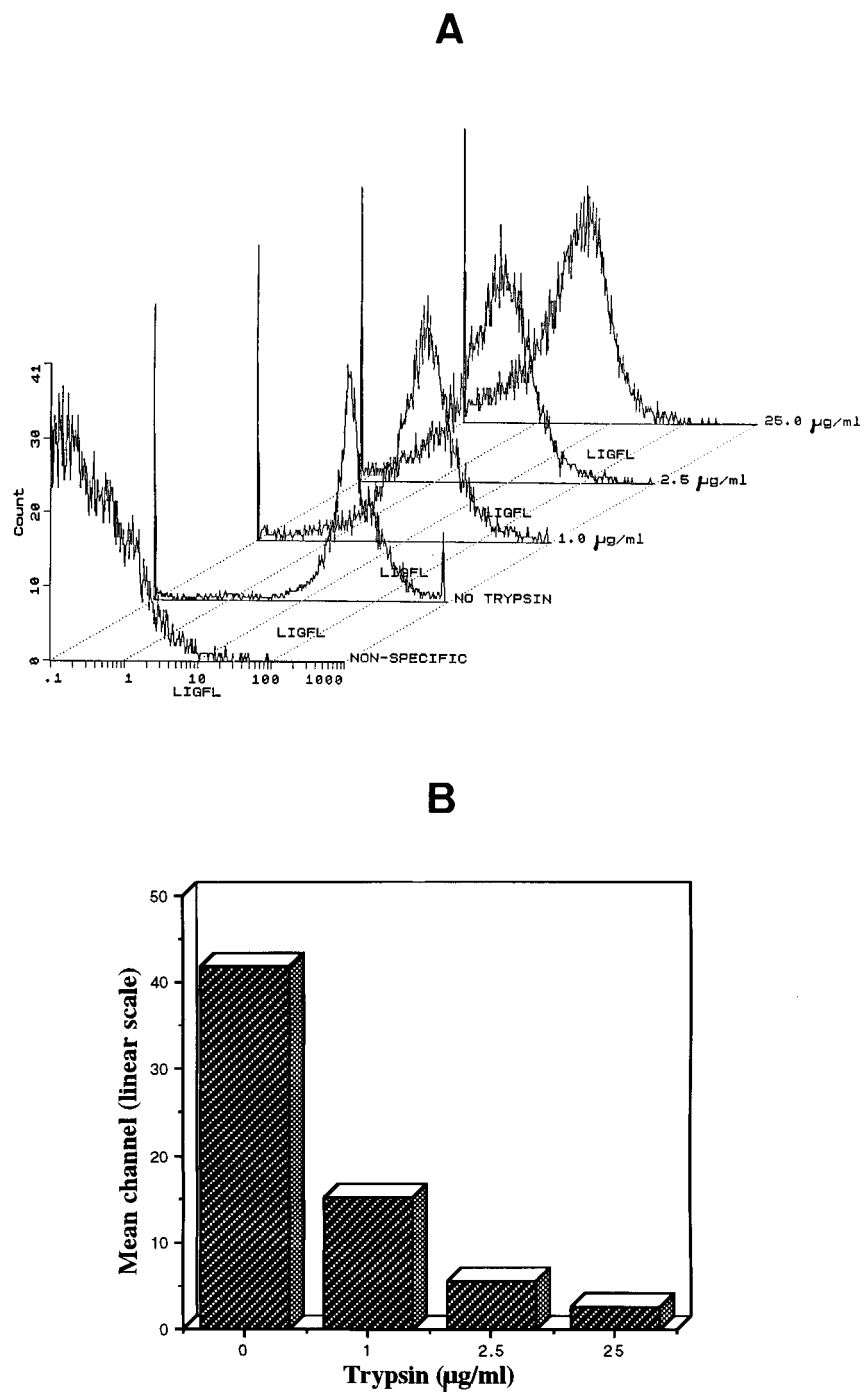 A
41
30
20
10
0
Count
25.0 µg/ml
LIGFL
2.5 µg/ml
LIGFL
1.0 µg/ml
LIGFL
NO TRYPSIN
LIGFL
NON-SPECIFIC
.1 1 10 100 1000
LIGFL
B
50
40
30
20
10
0
Mean channel (linear scale)
0 1 2.5 25
Trypsin (µg/ml)